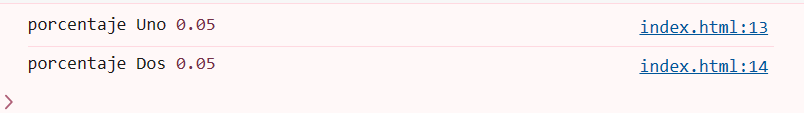 porcentaje Uno 0.05 index.html:13
porcentaje Dos 0.05 index.html:14